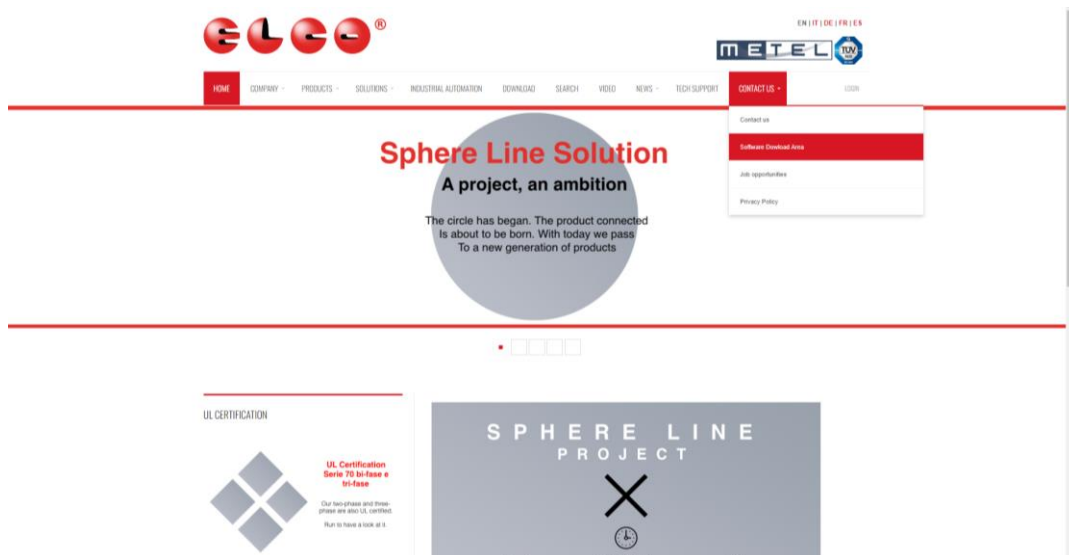 ELCO®
EN | IT | DE | FR | ES
METEL
TÜV
HOME COMPANY PRODUCTS SOLUTIONS INDUSTRIAL AUTOMATION DOWNLOAD SEARCH VIDEO NEWS TECH SUPPORT CONTACT US LOGIN
Contact us
Software Dowload Area
Job opportunities
Privacy Policy
Sphere Line Solution
A project, an ambition
The circle has began. The product connected
Is about to be born. With today we pass
To a new generation of products
UL CERTIFICATION
UL Certification
Serie 70 bi-fase e
tri-fase
Our two-phase and three-
phase are also UL certified.
Run to have a look at it.
SPHERE LINE
PROJECT